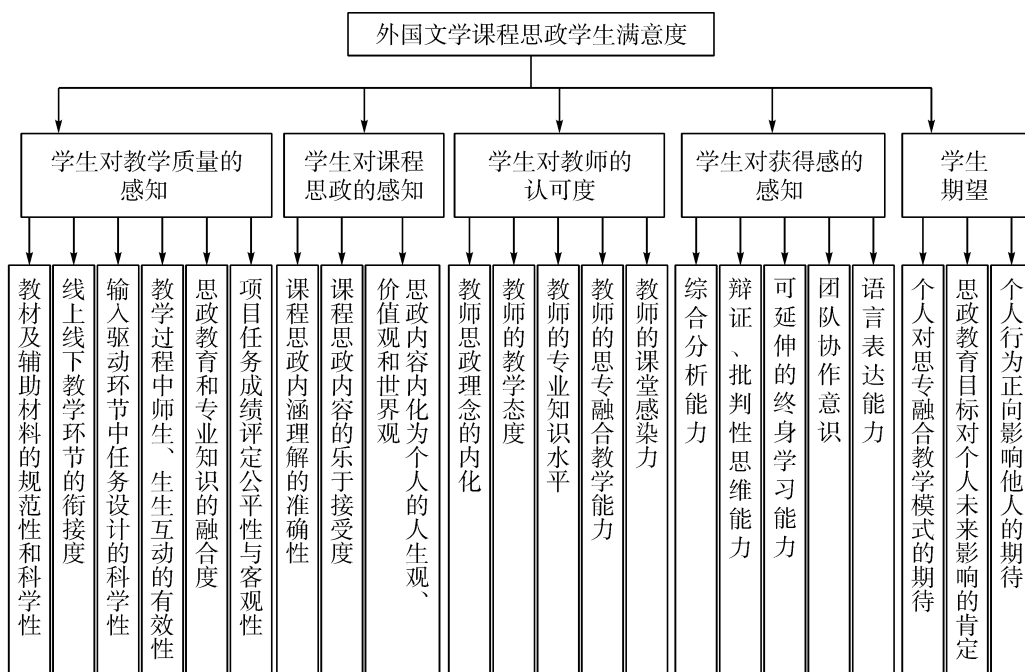 外国文学课程思政学生满意度
学生对教学质量的
感知
学生对课程
思政的感知
学生对教师的
认可度
学生对获得感的
感知
学生
期望
教材及辅助材料的规范性和科学性
线上线下教学环节的衔接度
输入驱动环节中任务设计的科学性
教学过程中师生、生生互动的有效性
思政教育和专业知识的融合度
项目任务成绩评定公平性与客观性
课程思政内涵理解的准确性
课程思政内容的乐于接受度
思政内容内化为个人的人生观、
价值观和世界观
教师思政理念的内化
教师的教学态度
教师的专业知识水平
教师的思专融合教学能力
教师的课堂感染力
综合分析能力
辩证、批判性思维能力
可延伸的终身学习能力
团队协作意识
语言表达能力
个人对思专融合教学模式的期待
思政教育目标对个人未来影响的肯定
个人行为正向影响他人的期待